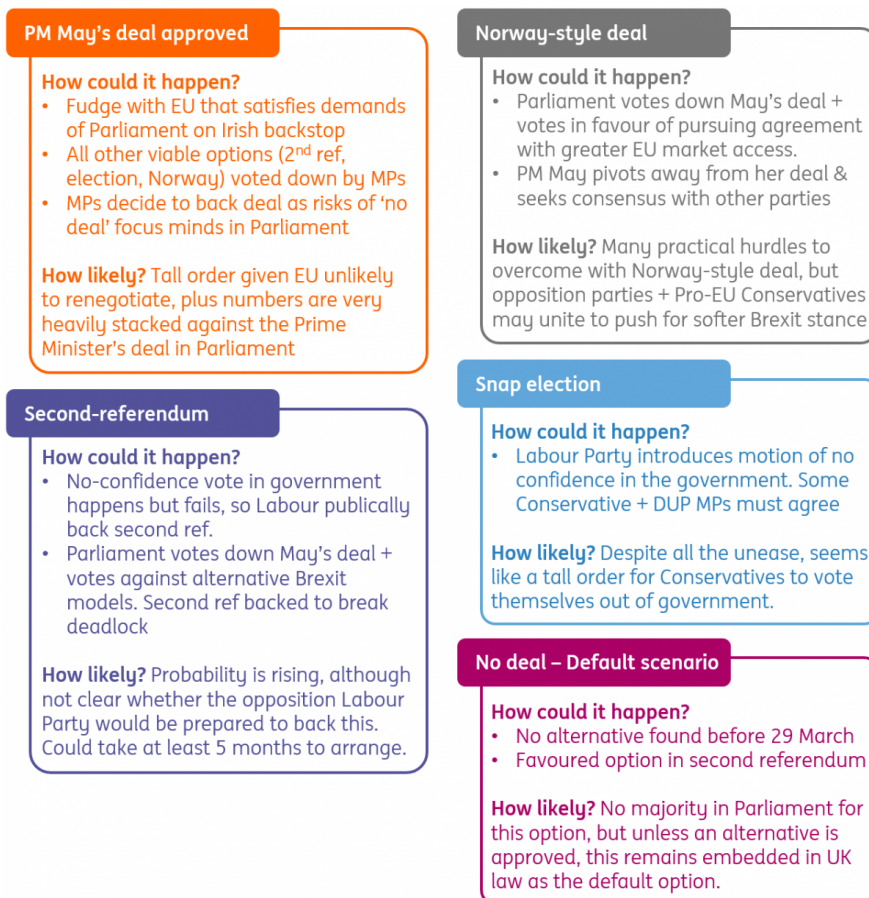 PM May's deal approved
How could it happen?
• Fudge with EU that satisfies demands
of Parliament on Irish backstop
• All other viable options (2nd ref,
election, Norway) voted down by MPs
• MPs decide to back deal as risks of 'no
deal' focus minds in Parliament
How likely? Tall order given EU unlikely
to renegotiate, plus numbers are very
heavily stacked against the Prime
Minister's deal in Parliament
Second-referendum
How could it happen?
• No-confidence vote in government
happens but fails, so Labour publically
back second ref.
• Parliament votes down May's deal +
votes against alternative Brexit
models. Second ref backed to break
deadlock
How likely? Probability is rising, although
not clear whether the opposition Labour
Party would be prepared to back this.
Could take at least 5 months to arrange.
Norway-style deal
How could it happen?
• Parliament votes down May's deal +
votes in favour of pursuing agreement
with greater EU market access.
• PM May pivots away from her deal &
seeks consensus with other parties
How likely? Many practical hurdles to
overcome with Norway-style deal, but
opposition parties + Pro-EU Conservatives
may unite to push for softer Brexit stance
Snap election
How could it happen?
• Labour Party introduces motion of no
confidence in the government. Some
Conservative + DUP MPs must agree
How likely? Despite all the unease, seems
like a tall order for Conservatives to vote
themselves out of government.
No deal – Default scenario
How could it happen?
• No alternative found before 29 March
• Favoured option in second referendum
How likely? No majority in Parliament for
this option, but unless an alternative is
approved, this remains embedded in UK
law as the default option.